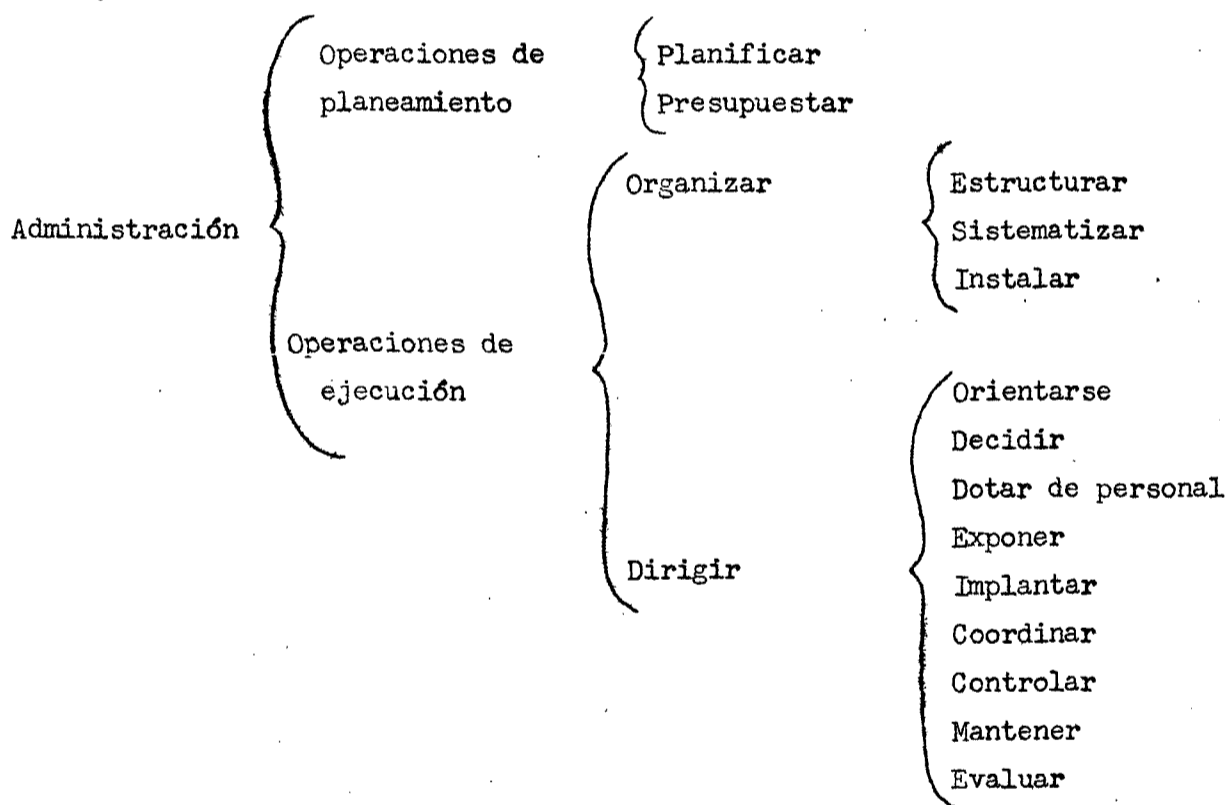 Administración
Operaciones de
planeamiento
Planificar
Presupuestar
Operaciones de
ejecución
Organizar
Estructurar
Sistematizar
Instalar
Dirigir
Orientarse
Decidir
Dotar de personal
Exponer
Implantar
Coordinar
Controlar
Mantener
Evaluar